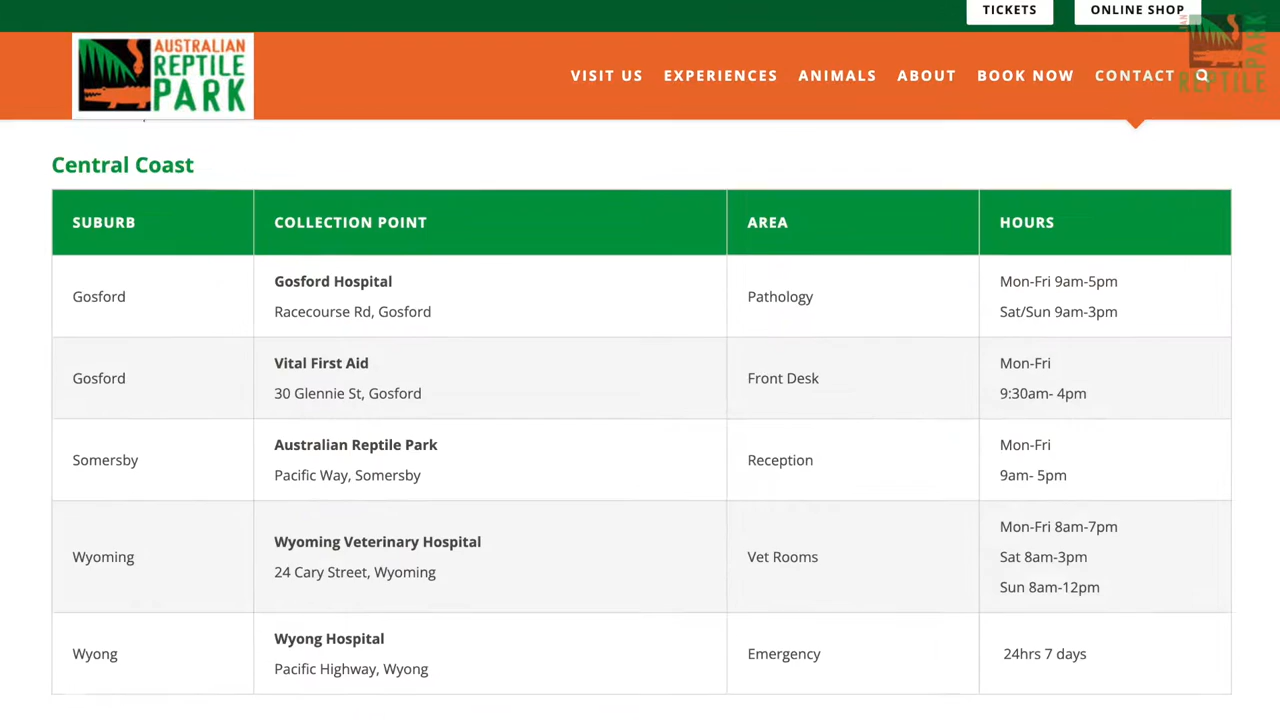 TICKETS
ONLINE SHOP
AUSTRALIAN
REPTILE
PARK
VISIT US
EXPERIENCES
ANIMALS
ABOUT
BOOK NOW
CONTACT
REPTILE
PARK
Central Coast
SUBURB
COLLECTION POINT
AREA
HOURS
Gosford
Gosford Hospital
Racecourse Rd, Gosford
Pathology
Mon-Fri 9am-5pm
Sat/Sun 9am-3pm
Gosford
Vital First Aid
30 Glennie St, Gosford
Front Desk
Mon-Fri
9:30am- 4pm
Somersby
Australian Reptile Park
Pacific Way, Somersby
Reception
Mon-Fri
9am- 5pm
Wyoming
Wyoming Veterinary Hospital
24 Cary Street, Wyoming
Vet Rooms
Mon-Fri 8am-7pm
Sat 8am-3pm
Sun 8am-12pm
Wyong
Wyong Hospital
Pacific Highway, Wyong
Emergency
24hrs 7 days